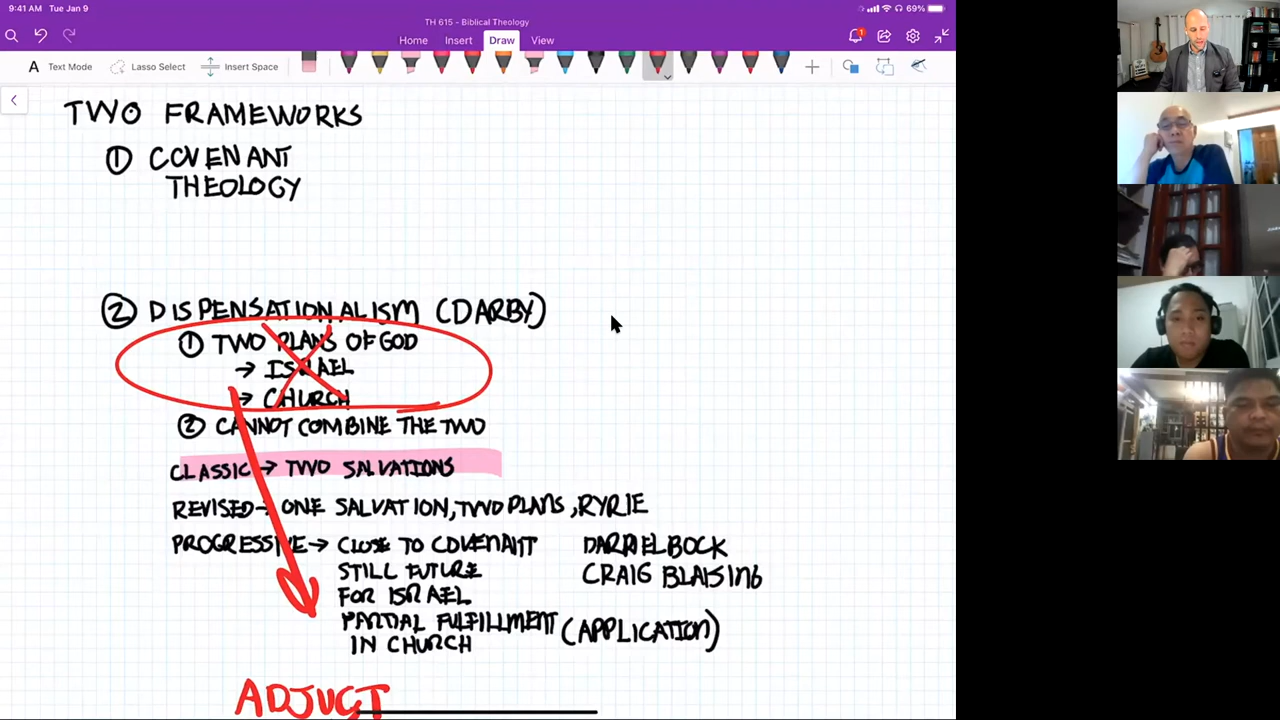 9:41 AM Tue Jan 9
69%
TH 615 - Biblical Theology
Home Insert Draw View
1
A Text Mode Lasso Select Insert Space
TWO FRAMEWORKS
① COVENANT
THEOLOGY
② DISPENSATIONALISM (DARBY)
① TWO PLANS OF GOD
→ ISRAEL
→ CHURCH
② CANNOT COMBINE THE TWO
CLASSIC → TWO SALVATIONS
REVISED → ONE SALVATION, TWO PLANS, RYRIE
PROGRESSIVE → CLOSE TO COVENANT DARREL BOCK
STILL FUTURE CRAIG BLAISING
FOR ISRAEL
PARTIAL FULFILLMENT (APPLICATION)
IN CHURCH